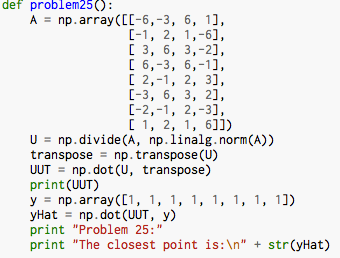 def problem25():
    A = np.array([[-6,-3, 6, 1],
                  [-1, 2, 1,-6],
                  [ 3, 6, 3,-2],
                  [ 6,-3, 6,-1],
                  [ 2,-1, 2, 3],
                  [-3, 6, 3, 2],
                  [-2,-1, 2,-3],
                  [ 1, 2, 1, 6]])
    U = np.divide(A, np.linalg.norm(A))
    transpose = np.transpose(U)
    UUT = np.dot(U, transpose)
    print(UUT)
    y = np.array([1, 1, 1, 1, 1, 1, 1, 1])
    yHat = np.dot(UUT, y)
    print "Problem 25:"
    print "The closest point is:\n" + str(yHat)